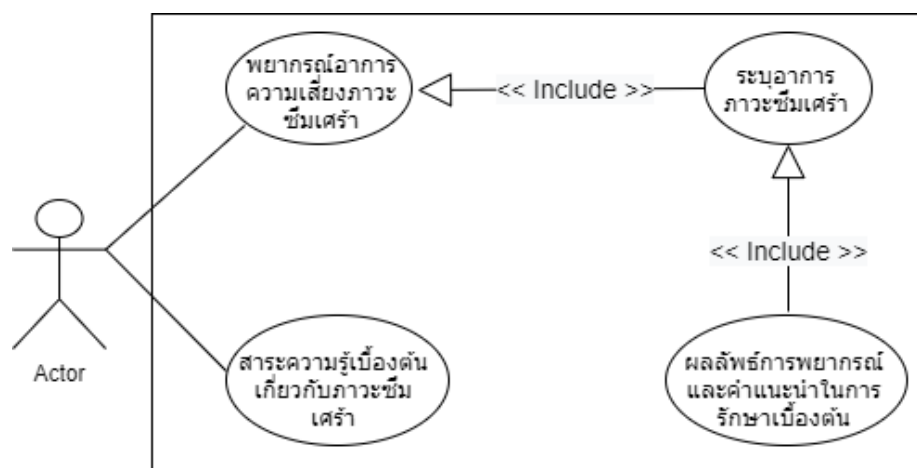 พยากรณ์อาการ
ความเสี่ยงภาวะ
ซึมเศร้า
<< Include >>
ระบุอาการ
ภาวะซึมเศร้า
<< Include >>
Actor
สาระความรู้เบื้องต้น
เกี่ยวกับภาวะซึม
เศร้า
ผลลัพธ์การพยากรณ์
และคำแนะนำในการ
รักษาเบื้องต้น